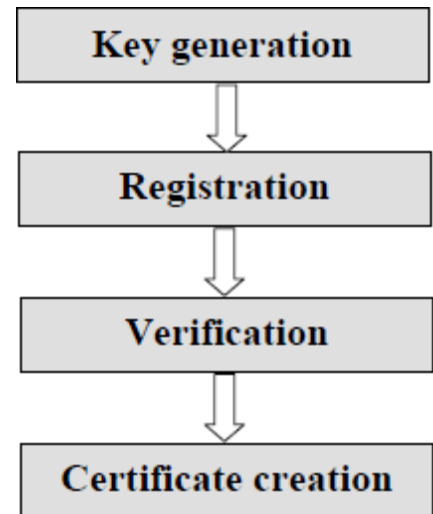 Key generation
Registration
Verification
Certificate creation